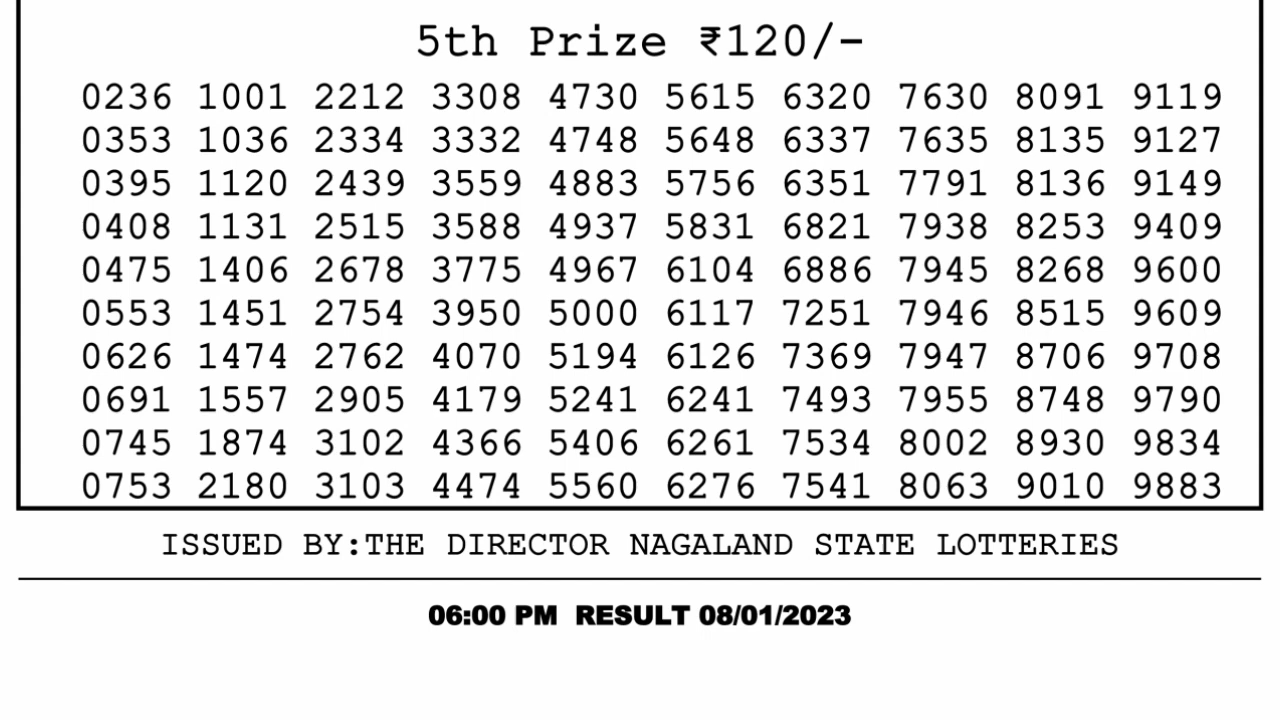 5th Prize ₹120/-
0236 1001 2212 3308 4730 5615 6320 7630 8091 9119
0353 1036 2334 3332 4748 5648 6337 7635 8135 9127
0395 1120 2439 3559 4883 5756 6351 7791 8136 9149
0408 1131 2515 3588 4937 5831 6821 7938 8253 9409
0475 1406 2678 3775 4967 6104 6886 7945 8268 9600
0553 1451 2754 3950 5000 6117 7251 7946 8515 9609
0626 1474 2762 4070 5194 6126 7369 7947 8706 9708
0691 1557 2905 4179 5241 6241 7493 7955 8748 9790
0745 1874 3102 4366 5406 6261 7534 8002 8930 9834
0753 2180 3103 4474 5560 6276 7541 8063 9010 9883
ISSUED BY:THE DIRECTOR NAGALAND STATE LOTTERIES
06:00 PM RESULT 08/01/2023